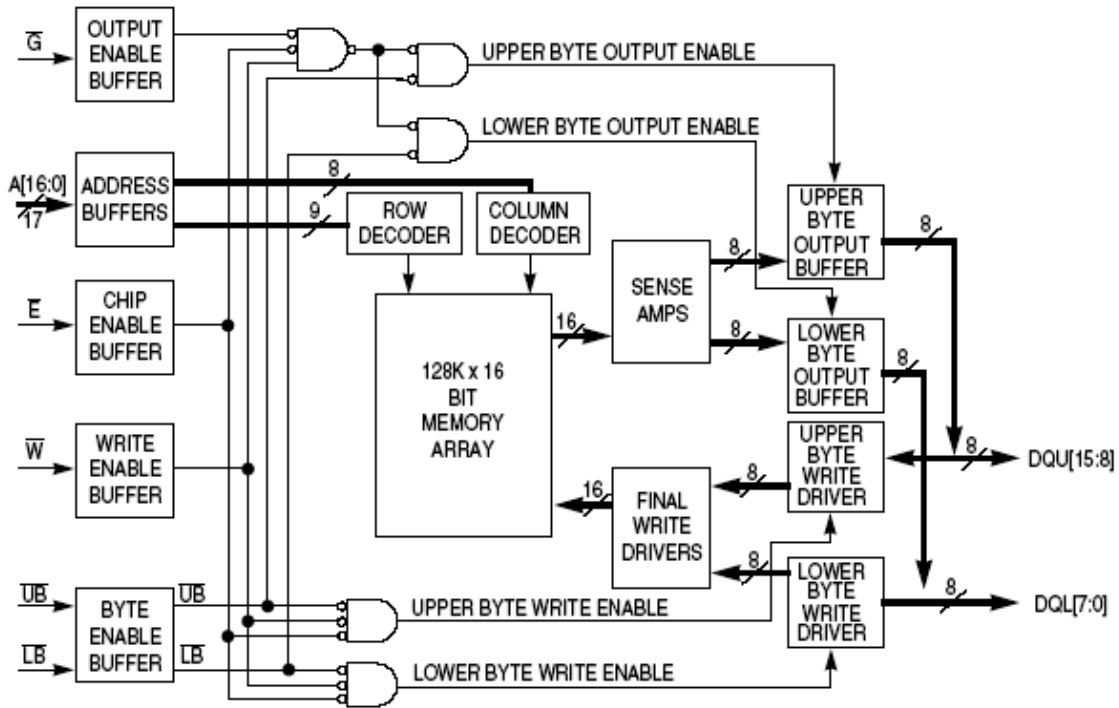 G̅
OUTPUT
ENABLE
BUFFER
UPPER BYTE OUTPUT ENABLE
LOWER BYTE OUTPUT ENABLE
A[16:0]
17
ADDRESS
BUFFERS
8
9
ROW
DECODER
COLUMN
DECODER
E̅
CHIP
ENABLE
BUFFER
128K x 16
BIT
MEMORY
ARRAY
16
SENSE
AMPS
8
8
UPPER
BYTE
OUTPUT
BUFFER
8
LOWER
BYTE
OUTPUT
BUFFER
8
W̅
WRITE
ENABLE
BUFFER
16
FINAL
WRITE
DRIVERS
8
8
UPPER
BYTE
WRITE
DRIVER
8
DQU[15:8]
LOWER
BYTE
WRITE
DRIVER
8
DQL[7:0]
U̅B̅
L̅B̅
BYTE
ENABLE
BUFFER
U̅B̅
L̅B̅
UPPER BYTE WRITE ENABLE
LOWER BYTE WRITE ENABLE